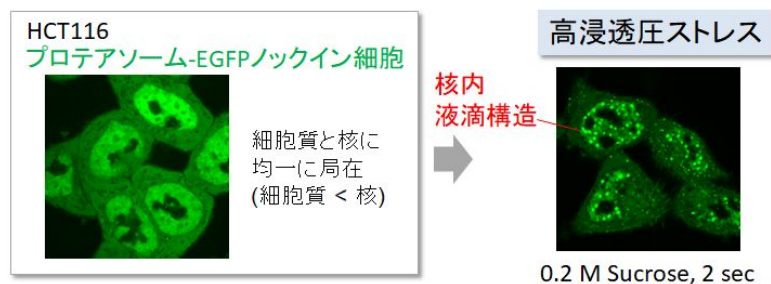 HCT116
プロテアソーム-EGFPノックイン細胞
細胞質と核に
均一に局在
(細胞質 < 核)
高浸透圧ストレス
核内
液滴構造
0.2 M Sucrose, 2 sec